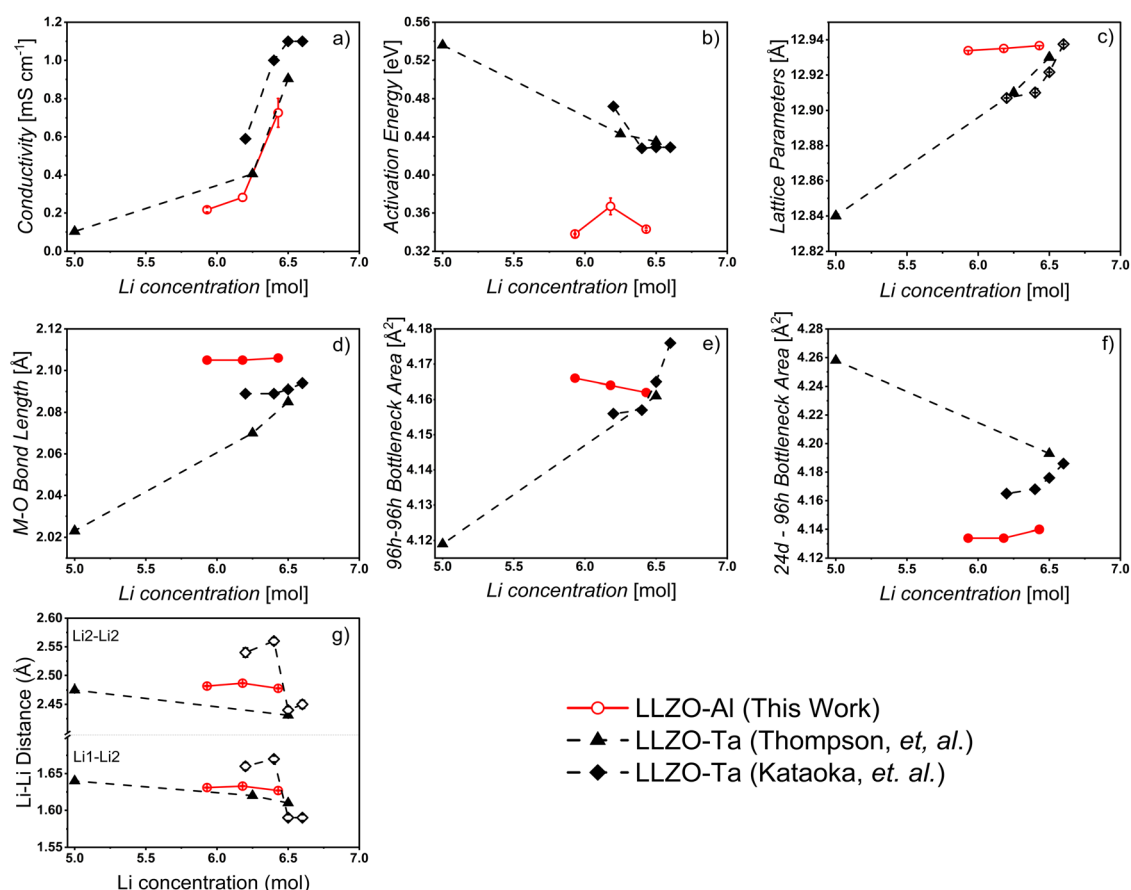 a)
Conductivity [mS cm⁻¹]
1.2
1.0
0.8
0.6
0.4
0.2
0.0
5.0 5.5 6.0 6.5 7.0
Li concentration [mol]
b)
Activation Energy [eV]
0.56
0.52
0.48
0.44
0.40
0.36
0.32
5.0 5.5 6.0 6.5 7.0
Li concentration [mol]
c)
Lattice Parameters [Å]
12.94
12.92
12.90
12.88
12.86
12.84
12.82
5.0 5.5 6.0 6.5 7.0
Li concentration [mol]
d)
M-O Bond Length [Å]
2.12
2.10
2.08
2.06
2.04
2.02
5.0 5.5 6.0 6.5 7.0
Li concentration [mol]
e)
96h-96h Bottleneck Area [Å²]
4.18
4.17
4.16
4.15
4.14
4.13
4.12
5.0 5.5 6.0 6.5 7.0
Li concentration [mol]
f)
24d - 96h Bottleneck Area [Å²]
4.28
4.26
4.24
4.22
4.20
4.18
4.16
4.14
4.12
5.0 5.5 6.0 6.5 7.0
Li concentration [mol]
g)
Li-Li Distance (Å)
Li2-Li2
2.60
2.55
2.50
2.45
Li1-Li2
1.65
1.60
1.55
5.0 5.5 6.0 6.5 7.0
Li concentration (mol)
LLZO-Al (This Work)
LLZO-Ta (Thompson, et, al.)
LLZO-Ta (Kataoka, et. al.)